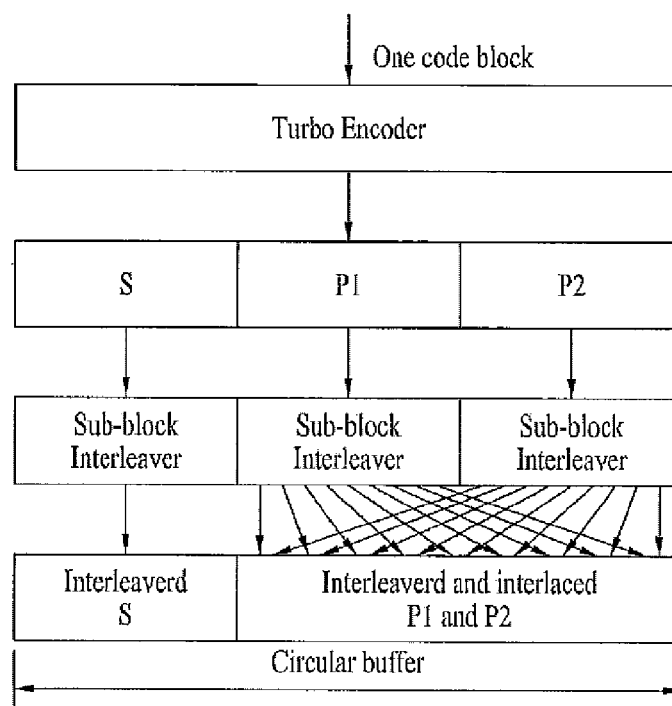 One code block
Turbo Encoder
S P1 P2
Sub-block Sub-block Sub-block
Interleaver Interleaver Interleaver
Interleaverd Interleaverd and interlaced
S P1 and P2
Circular buffer